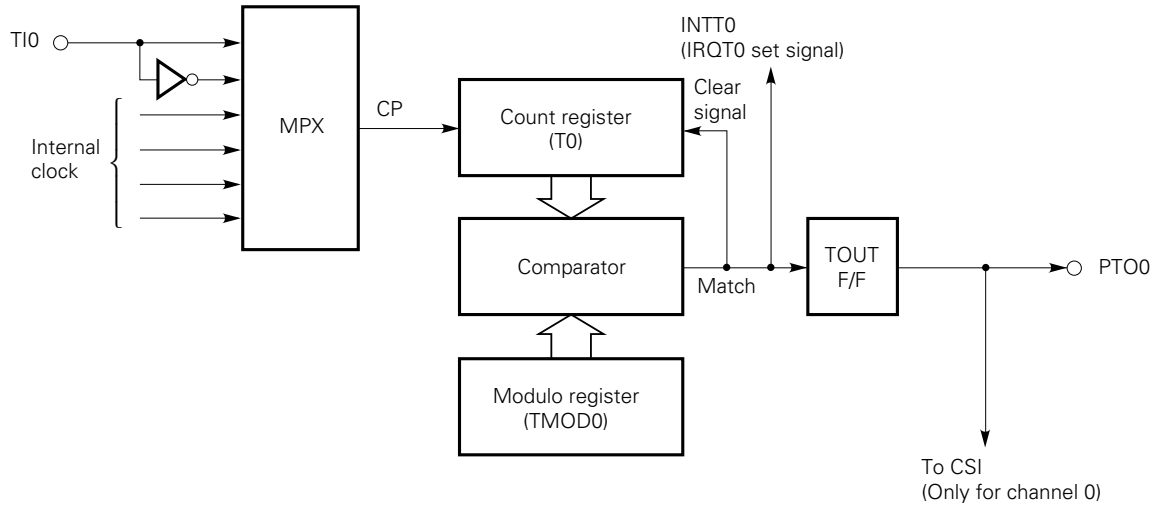 TI0
Internal
clock
MPX
CP
Count register
(T0)
Clear
signal
INTT0
(IRQT0 set signal)
Comparator
Match
TOUT
F/F
PTO0
Modulo register
(TMOD0)
To CSI
(Only for channel 0)